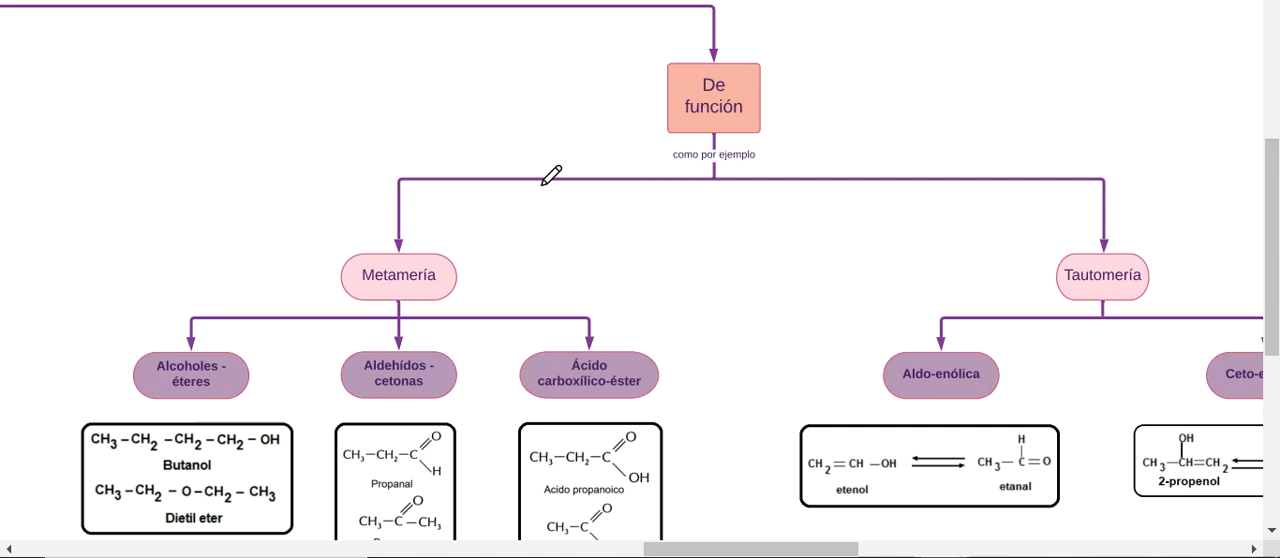 De
función
como por ejemplo
Metamería
Tautomería
Alcoholes -
éteres
Aldehídos -
cetonas
Ácido
carboxílico-éster
Aldo-enólica
CH3–CH2–CH2–CH2–OH
Butanol
CH3–CH2–O–CH2–CH3
Dietil eter
O
CH3–CH2–C
H
Propanal
O
CH3–C–CH3
O
CH3–CH2–C
OH
Acido propanoico
O
CH3–C
CH2=CH–OH
etenol
H
CH3–C=O
etanal
OH
CH3–CH=CH2
2-propenol